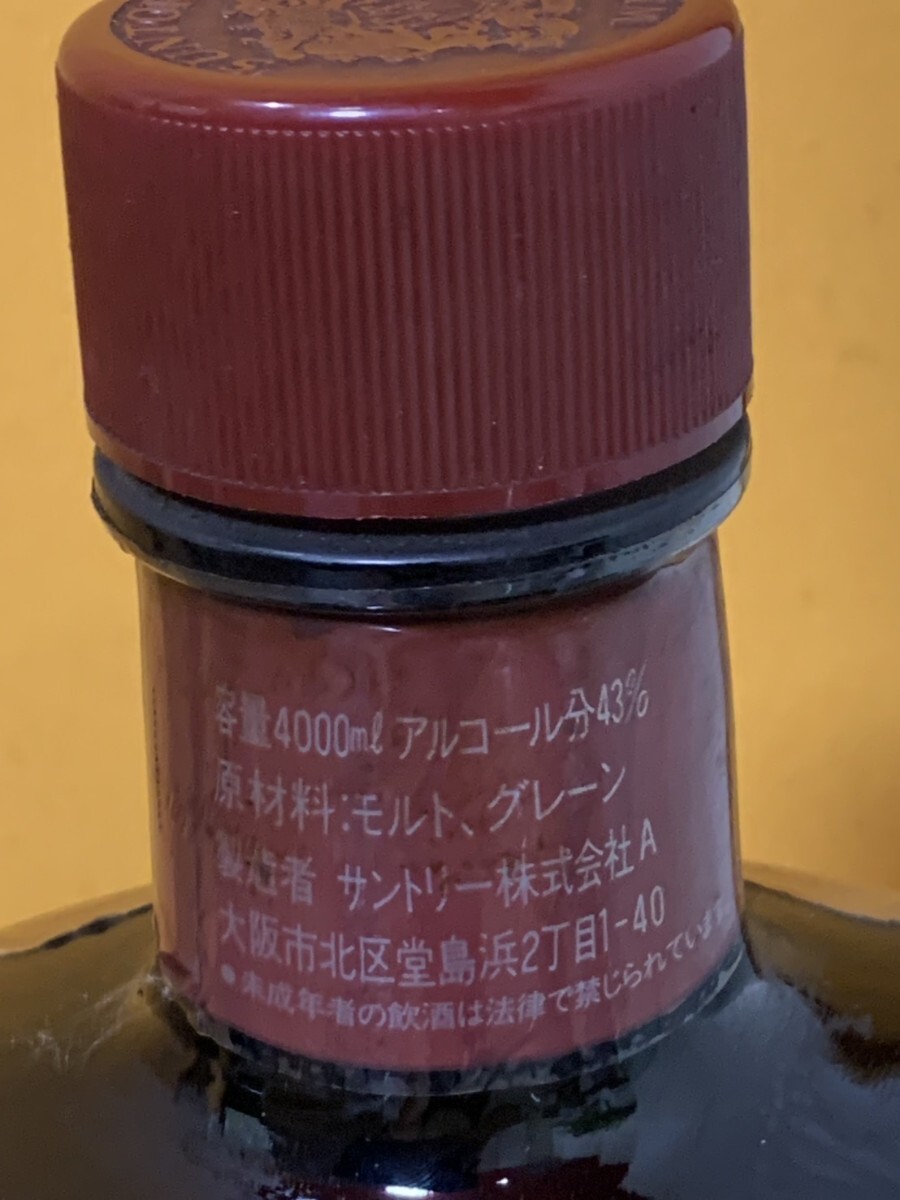 SUNTO
容量4000ml アルコール分43%
原材料:モルト、グレーン
製造者 サントリー株式会社A
大阪市北区堂島浜2丁目1-40
●未成年者の飲酒は法律で禁じられています